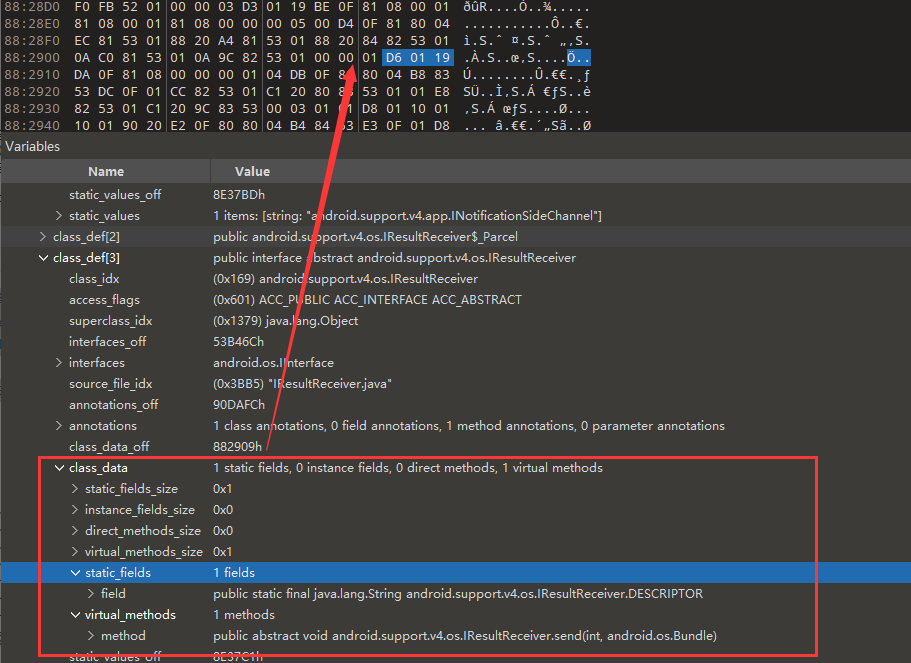 88:28D0 F0 FB 52 01 00 00 03 D3 01 19 BE 0F 81 08 00 01 ðûR....Ó..¾.....
88:28E0 81 08 00 01 81 08 00 08 00 05 00 D4 0F 81 80 04 ...........Ô..€.
88:28F0 EC 81 53 01 88 20 A4 81 53 01 88 20 84 82 53 01 ì.S.ˆ ¤.S.ˆ „‚S.
88:2900 0A C0 81 53 01 0A 9C 82 53 01 00 00 01 D6 01 19 .À.S..œ‚S....Ö..
88:2910 DA 0F 81 08 00 00 00 01 04 DB 0F 80 04 B8 83 Ú........Û.€€.¸ƒ
88:2920 53 DC 0F 01 CC 82 53 01 C1 20 80 53 01 01 E8 SÜ..Ì‚S.Á €ƒS..è
88:2930 82 53 01 C1 20 9C 83 53 00 03 01 D8 01 10 01 ‚S.Á œƒS....Ø...
88:2940 10 01 90 20 E2 0F 80 80 04 B4 84 E3 0F 01 D8 ... â.€€.´„Sã..Ø
Variables
Name Value
static_values_off 8E37BDh
static_values 1 items: [string: "android.support.v4.app.INotificationSideChannel"]
class_def[2] public android.support.v4.os.IResultReceiver$_Parcel
class_def[3] public interface abstract android.support.v4.os.IResultReceiver
class_idx (0x169) android.support.v4.os.IResultReceiver
access_flags (0x601) ACC_PUBLIC ACC_INTERFACE ACC_ABSTRACT
superclass_idx (0x1379) java.lang.Object
interfaces_off 53B46Ch
interfaces android.os.IInterface
source_file_idx (0x3BB5) "IResultReceiver.java"
annotations_off 90DAFCh
annotations 1 class annotations, 0 field annotations, 1 method annotations, 0 parameter annotations
class_data_off 882909h
class_data 1 static fields, 0 instance fields, 0 direct methods, 1 virtual methods
static_fields_size 0x1
instance_fields_size 0x0
direct_methods_size 0x0
virtual_methods_size 0x1
static_fields 1 fields
field public static final java.lang.String android.support.v4.os.IResultReceiver.DESCRIPTOR
virtual_methods 1 methods
method public abstract void android.support.v4.os.IResultReceiver.send(int, android.os.Bundle)
static_values_off 8E37C1h